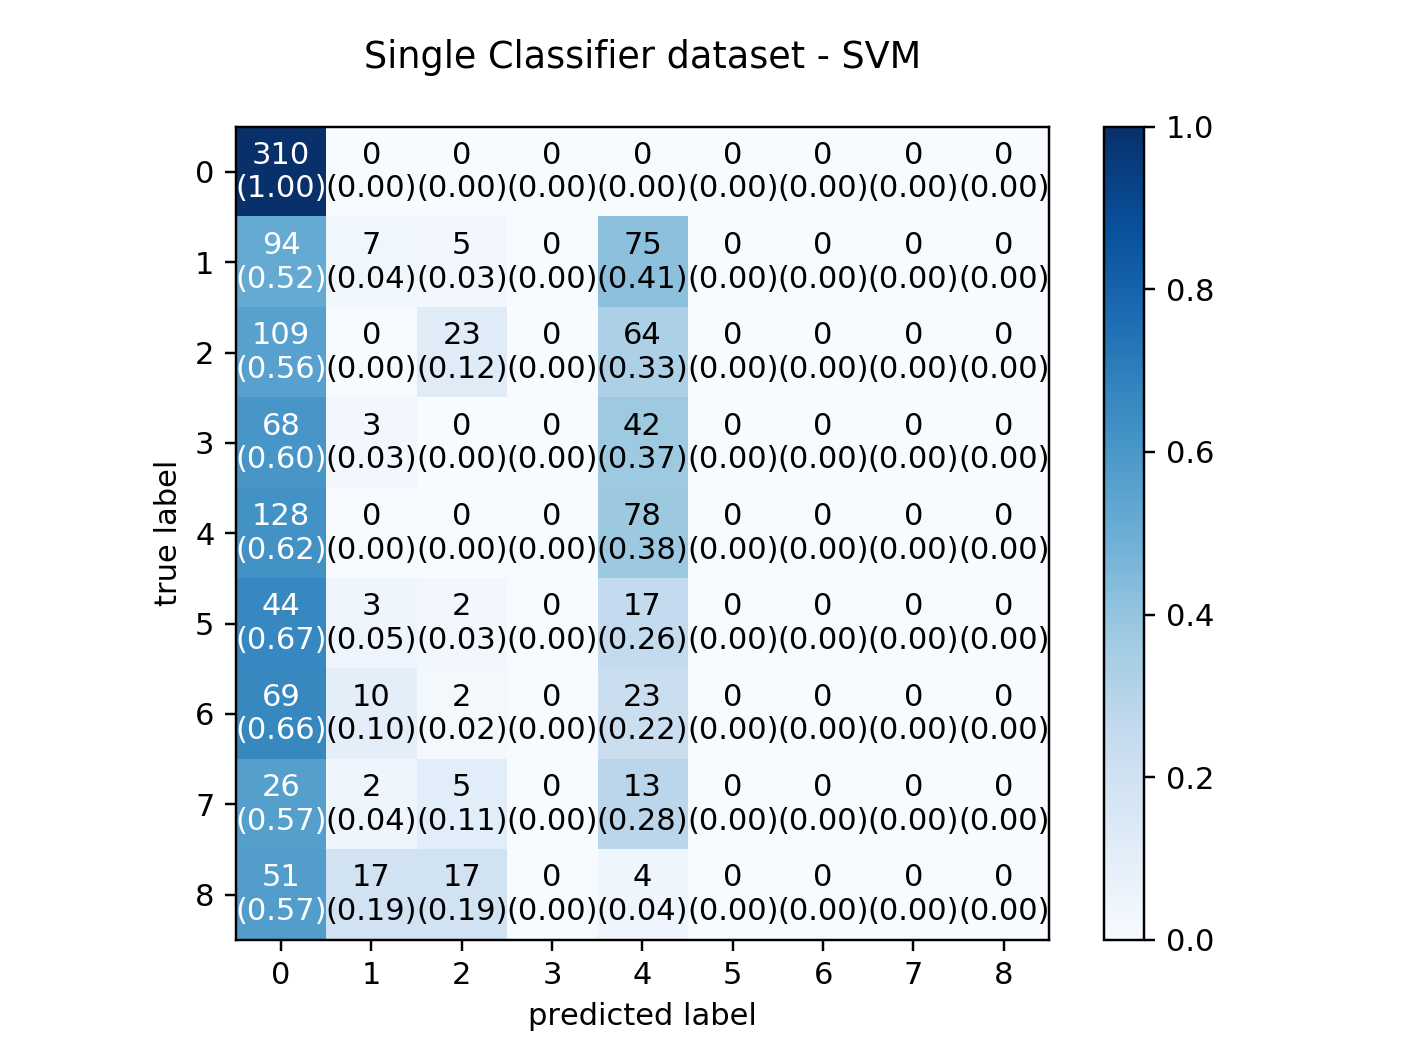 Single Classifier dataset - SVM
310 0 0 0 0 0 0 0 0
0 (1.00)(0.00)(0.00)(0.00)(0.00)(0.00)(0.00)(0.00)(0.00)
94 7 5 0 75 0 0 0 0
1 (0.52)(0.04)(0.03)(0.00)(0.41)(0.00)(0.00)(0.00)(0.00)
109 0 23 0 64 0 0 0 0
2 (0.56)(0.00)(0.12)(0.00)(0.33)(0.00)(0.00)(0.00)(0.00)
68 3 0 0 42 0 0 0 0
3 (0.60)(0.03)(0.00)(0.00)(0.37)(0.00)(0.00)(0.00)(0.00)
128 0 0 0 78 0 0 0 0
4 (0.62)(0.00)(0.00)(0.00)(0.38)(0.00)(0.00)(0.00)(0.00)
44 3 2 0 17 0 0 0 0
5 (0.67)(0.05)(0.03)(0.00)(0.26)(0.00)(0.00)(0.00)(0.00)
69 10 2 0 23 0 0 0 0
6 (0.66)(0.10)(0.02)(0.00)(0.22)(0.00)(0.00)(0.00)(0.00)
26 2 5 0 13 0 0 0 0
7 (0.57)(0.04)(0.11)(0.00)(0.28)(0.00)(0.00)(0.00)(0.00)
51 17 17 0 4 0 0 0 0
8 (0.57)(0.19)(0.19)(0.00)(0.04)(0.00)(0.00)(0.00)(0.00)
0 1 2 3 4 5 6 7 8
predicted label
true label
1.0
0.8
0.6
0.4
0.2
0.0